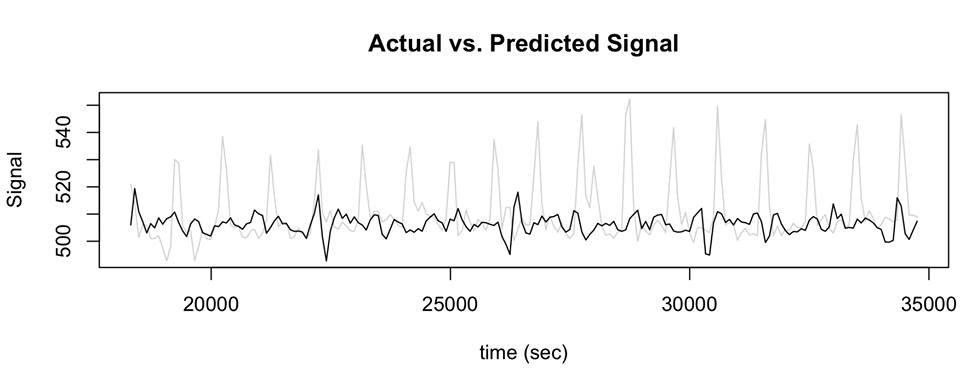 Actual vs. Predicted Signal
Signal
540
520
500
20000 25000 30000 35000
time (sec)